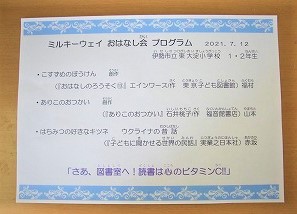 ミルキーウェイ おはなし会 プログラム 2021.7.12
伊勢市立東大淀小学校 1・2年生
・こすずめのぼうけん 創作
(『おはなしのろうそく⑬』エインワース作 東京子ども図書館) 福村
・ありこのおつかい 創作
(『ありこのおつかい』石井桃子作 福音館書店) 山本
・はちみつの好きなキツネ ウクライナの昔話
(『子どもに聞かせる世界の民話』実業之日本社) 赤坂
「さあ、図書室へ!読書は心のビタミンC!」